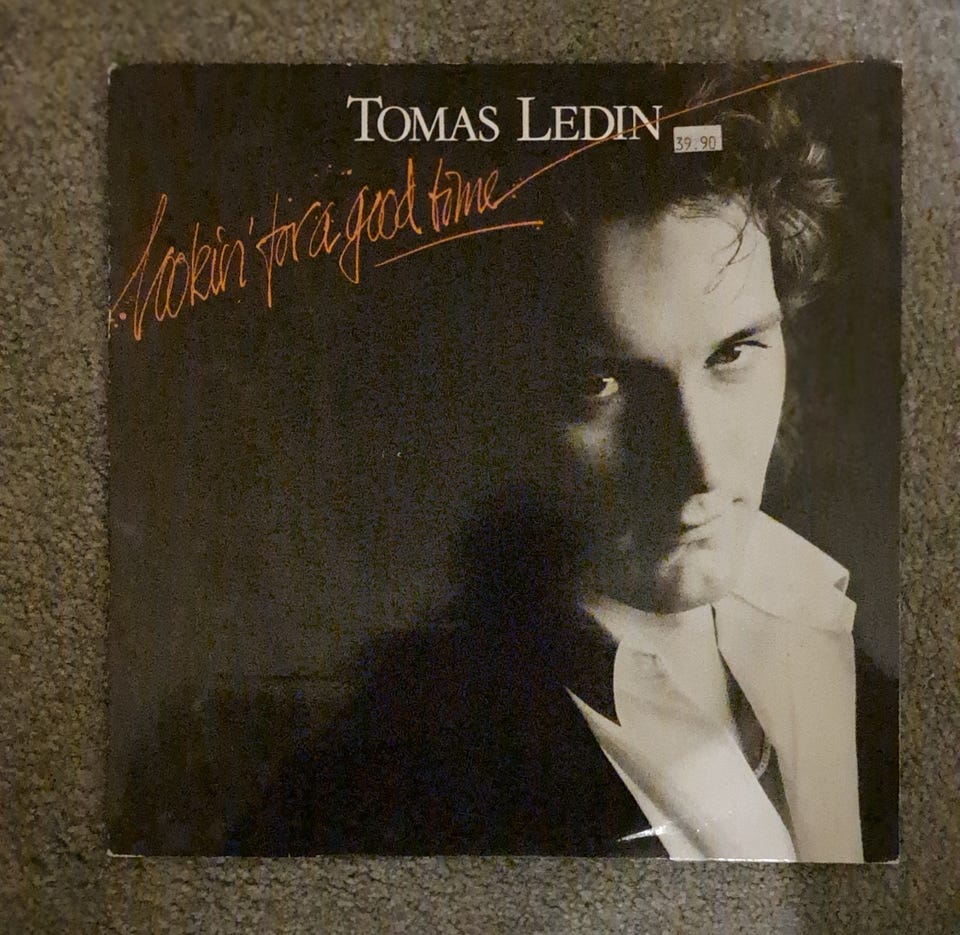 TOMAS LEDIN
39.90
Lookin' for a good time